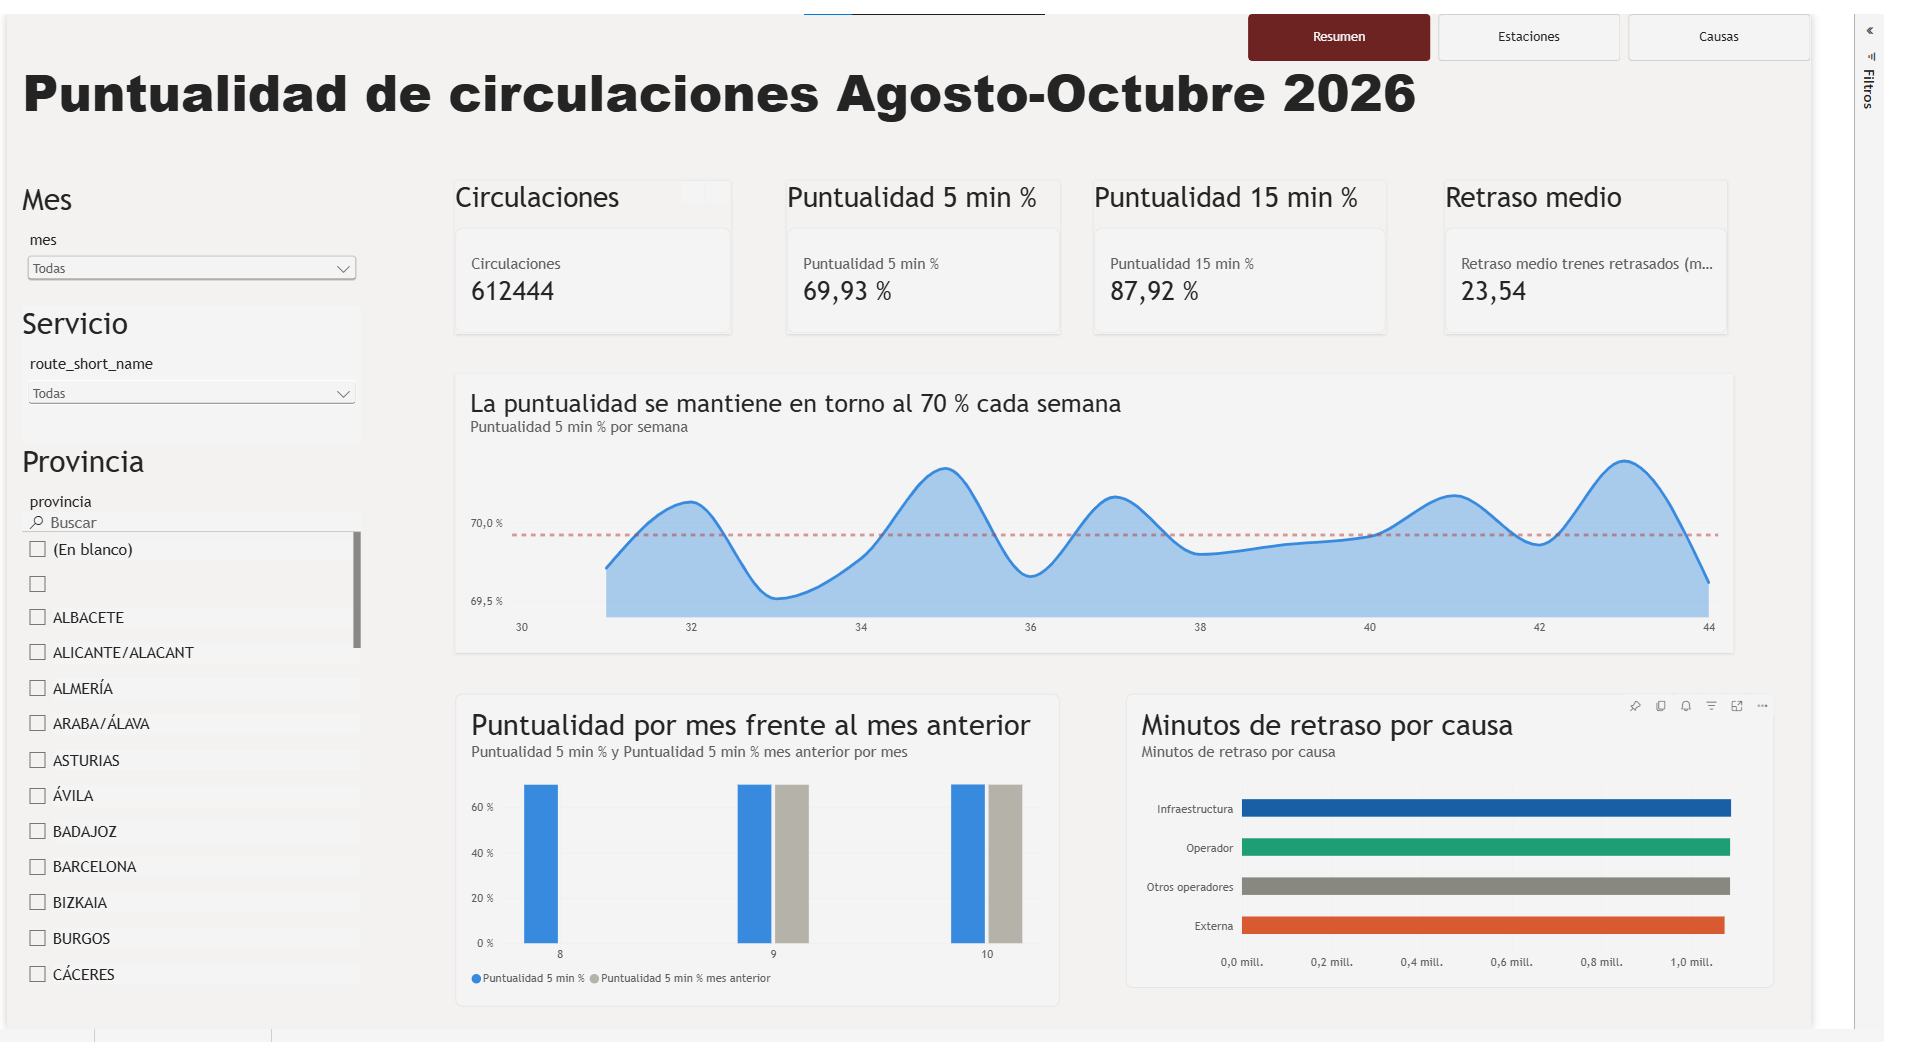 Resumen
Estaciones
Causas
Filtros
Puntualidad de circulaciones Agosto-Octubre 2026
Mes
mes
Todas
Servicio
route_short_name
Todas
Provincia
provincia
Buscar
(En blanco)
ALBACETE
ALICANTE/ALACANT
ALMERÍA
ARABA/ÁLAVA
ASTURIAS
ÁVILA
BADAJOZ
BARCELONA
BIZKAIA
BURGOS
CÁCERES
Circulaciones
Circulaciones
612444
Puntualidad 5 min %
Puntualidad 5 min %
69,93 %
Puntualidad 15 min %
Puntualidad 15 min %
87,92 %
Retraso medio
Retraso medio trenes retrasados (m...
23,54
La puntualidad se mantiene en torno al 70 % cada semana
Puntualidad 5 min % por semana
70,0 %
69,5 %
30 32 34 36 38 40 42 44
Puntualidad por mes frente al mes anterior
Puntualidad 5 min % y Puntualidad 5 min % mes anterior por mes
60 %
40 %
20 %
0 %
8 9 10
Puntualidad 5 min % Puntualidad 5 min % mes anterior
Minutos de retraso por causa
Minutos de retraso por causa
Infraestructura
Operador
Otros operadores
Externa
0,0 mill. 0,2 mill. 0,4 mill. 0,6 mill. 0,8 mill. 1,0 mill.